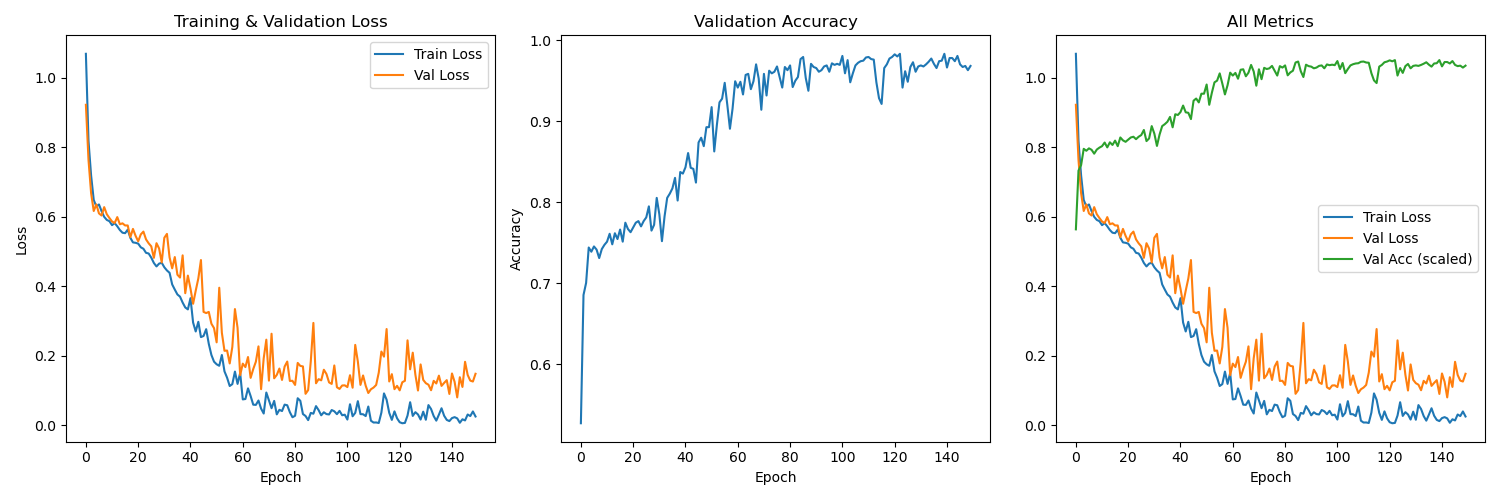 Training & Validation Loss
Loss
1.0
0.8
0.6
0.4
0.2
0.0
Train Loss
Val Loss
0 20 40 60 80 100 120 140
Epoch
Validation Accuracy
Accuracy
1.0
0.9
0.8
0.7
0.6
0 20 40 60 80 100 120 140
Epoch
All Metrics
1.0
0.8
0.6
0.4
0.2
0.0
Train Loss
Val Loss
Val Acc (scaled)
0 20 40 60 80 100 120 140
Epoch